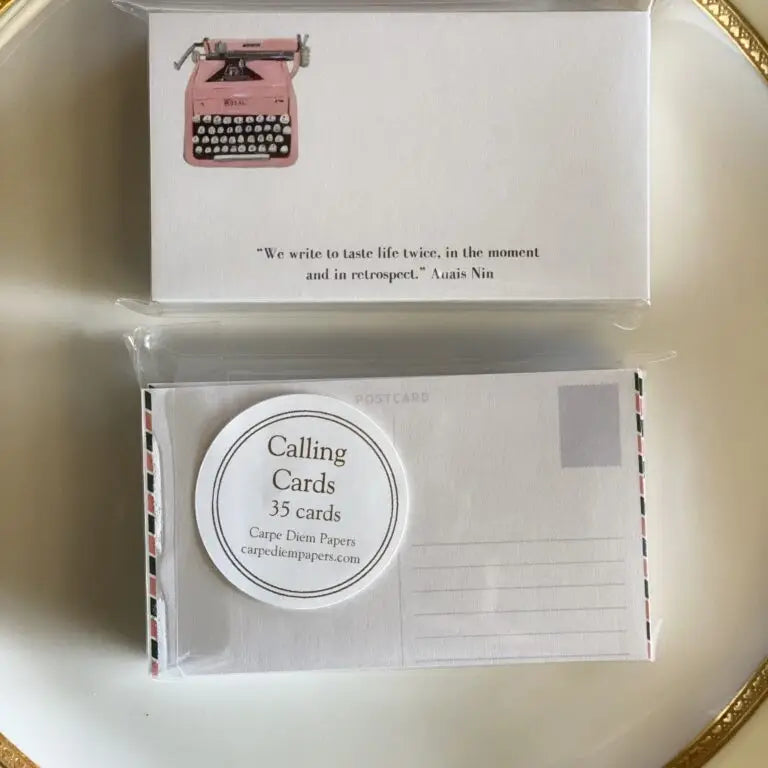 ROYAL
“We write to taste life twice, in the moment
and in retrospect.” Anais Nin
POSTCARD
Calling
Cards
35 cards
Carpe Diem Papers
carpediempapers.com